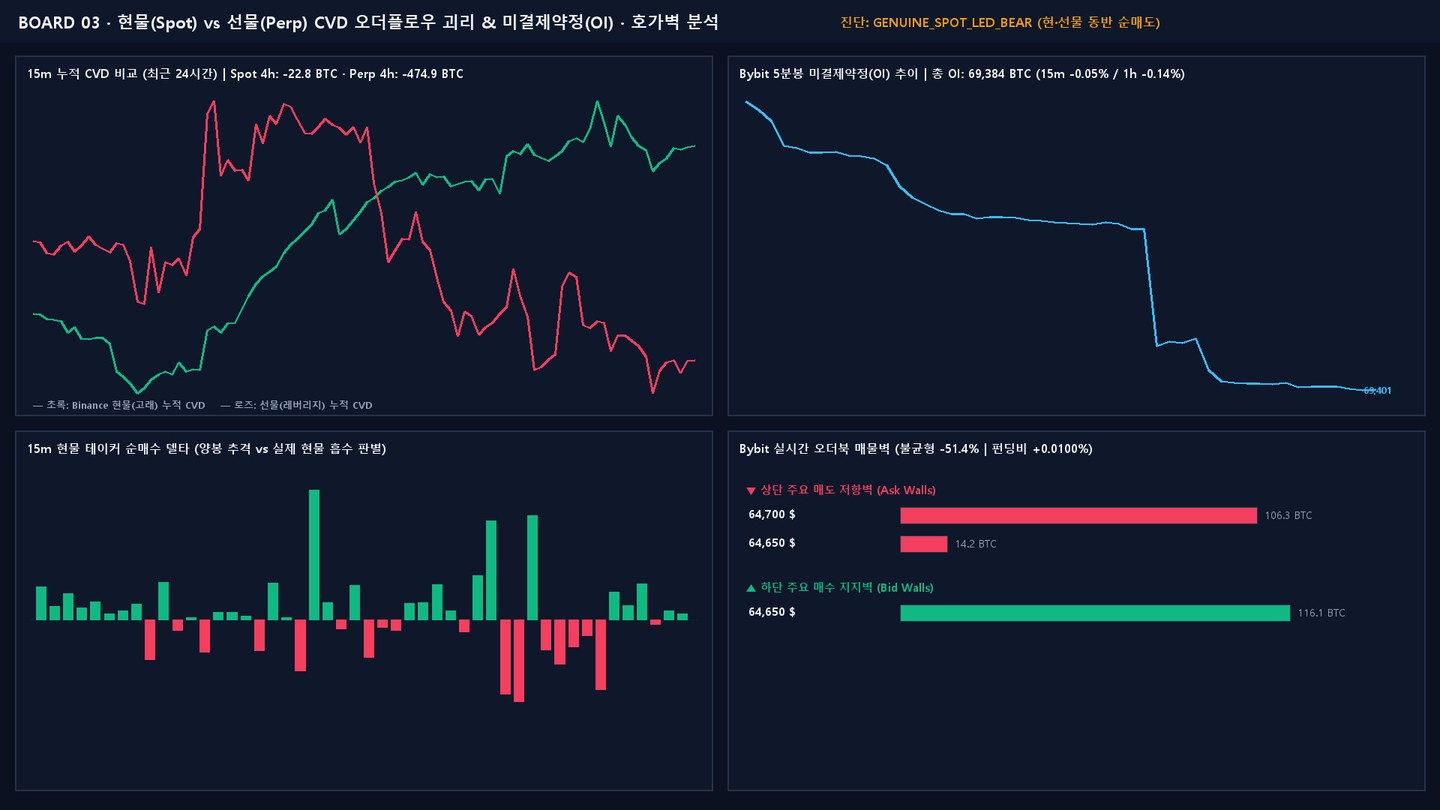 BOARD 03 · 현물(Spot) vs 선물(Perp) CVD 오더플로우 괴리 & 미결제약정(OI) · 호가벽 분석
진단: GENUINE_SPOT_LED_BEAR (현·선물 동반 순매도)
15m 누적 CVD 비교 (최근 24시간) | Spot 4h: -22.8 BTC · Perp 4h: -474.9 BTC
— 초록: Binance 현물(고래) 누적 CVD — 로즈: 선물(레버리지) 누적 CVD
Bybit 5분봉 미결제약정(OI) 추이 | 총 OI: 69,384 BTC (15m -0.05% / 1h -0.14%)
69,401
15m 현물 테이커 순매수 델타 (양봉 추격 vs 실제 현물 흡수 판별)
Bybit 실시간 오더북 매물벽 (불균형 -51.4% | 펀딩비 +0.0100%)
▼ 상단 주요 매도 저항벽 (Ask Walls)
64,700 $ 106.3 BTC
64,650 $ 14.2 BTC
▲ 하단 주요 매수 지지벽 (Bid Walls)
64,650 $ 116.1 BTC